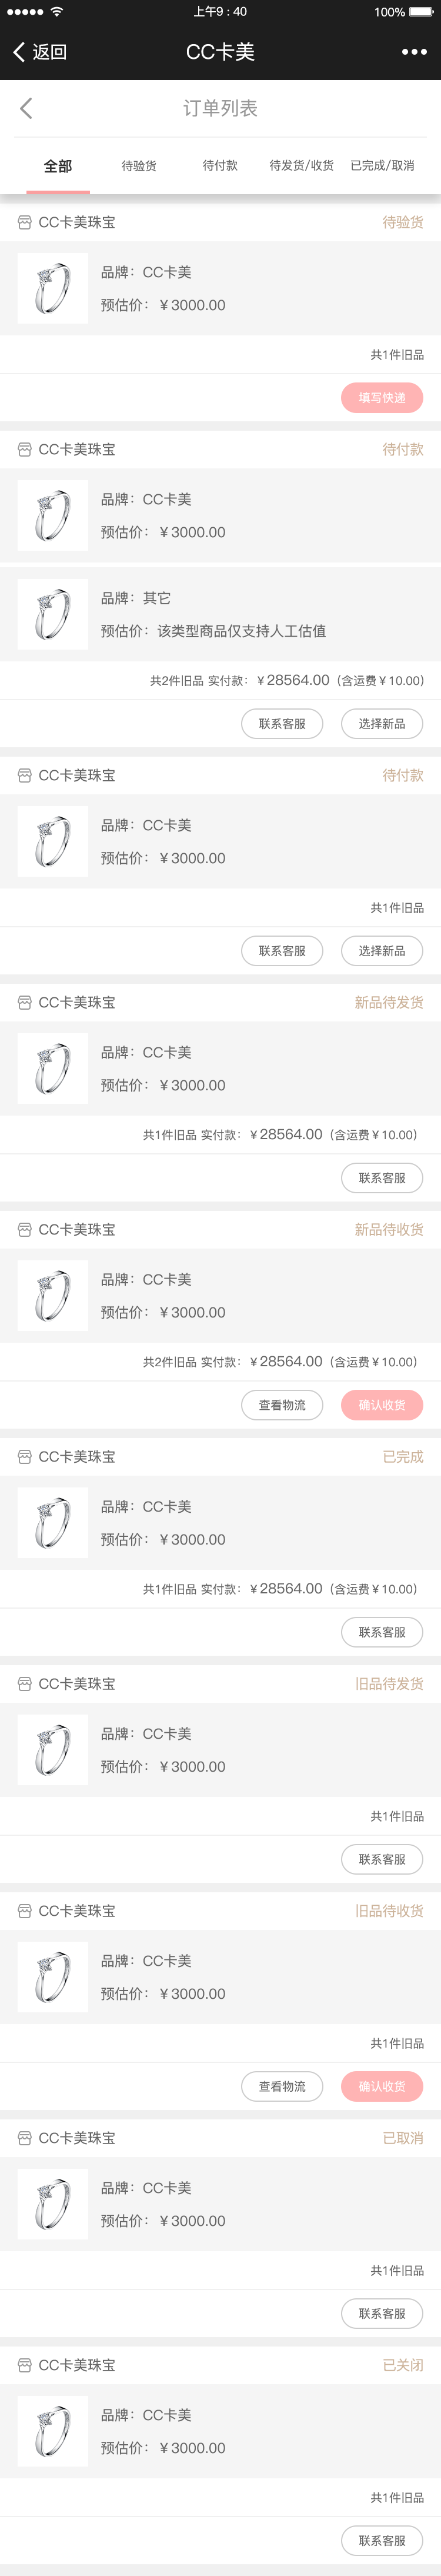 上午9 : 40
100%
返回
CC卡美
订单列表
全部 待验货 待付款 待发货/收货 已完成/取消
CC卡美珠宝 待验货
品牌：CC卡美
预估价：￥3000.00
共1件旧品
填写快递
CC卡美珠宝 待付款
品牌：CC卡美
预估价：￥3000.00
品牌：其它
预估价：该类型商品仅支持人工估值
共2件旧品 实付款：￥28564.00（含运费￥10.00）
联系客服 选择新品
CC卡美珠宝 待付款
品牌：CC卡美
预估价：￥3000.00
共1件旧品
联系客服 选择新品
CC卡美珠宝 新品待发货
品牌：CC卡美
预估价：￥3000.00
共1件旧品 实付款：￥28564.00（含运费￥10.00）
联系客服
CC卡美珠宝 新品待收货
品牌：CC卡美
预估价：￥3000.00
共2件旧品 实付款：￥28564.00（含运费￥10.00）
查看物流 确认收货
CC卡美珠宝 已完成
品牌：CC卡美
预估价：￥3000.00
共1件旧品 实付款：￥28564.00（含运费￥10.00）
联系客服
CC卡美珠宝 旧品待发货
品牌：CC卡美
预估价：￥3000.00
共1件旧品
联系客服
CC卡美珠宝 旧品待收货
品牌：CC卡美
预估价：￥3000.00
共1件旧品
查看物流 确认收货
CC卡美珠宝 已取消
品牌：CC卡美
预估价：￥3000.00
共1件旧品
联系客服
CC卡美珠宝 已关闭
品牌：CC卡美
预估价：￥3000.00
共1件旧品
联系客服